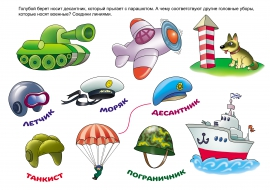 Голубой берет носит десантник, который прыгает с парашютом. А чему соответствуют другие головные уборы,
которые носят военные? Соедини линиями.
ЛЕТЧИК
МОРЯК
ДЕСАНТНИК
ТАНКИСТ
ПОГРАНИЧНИК